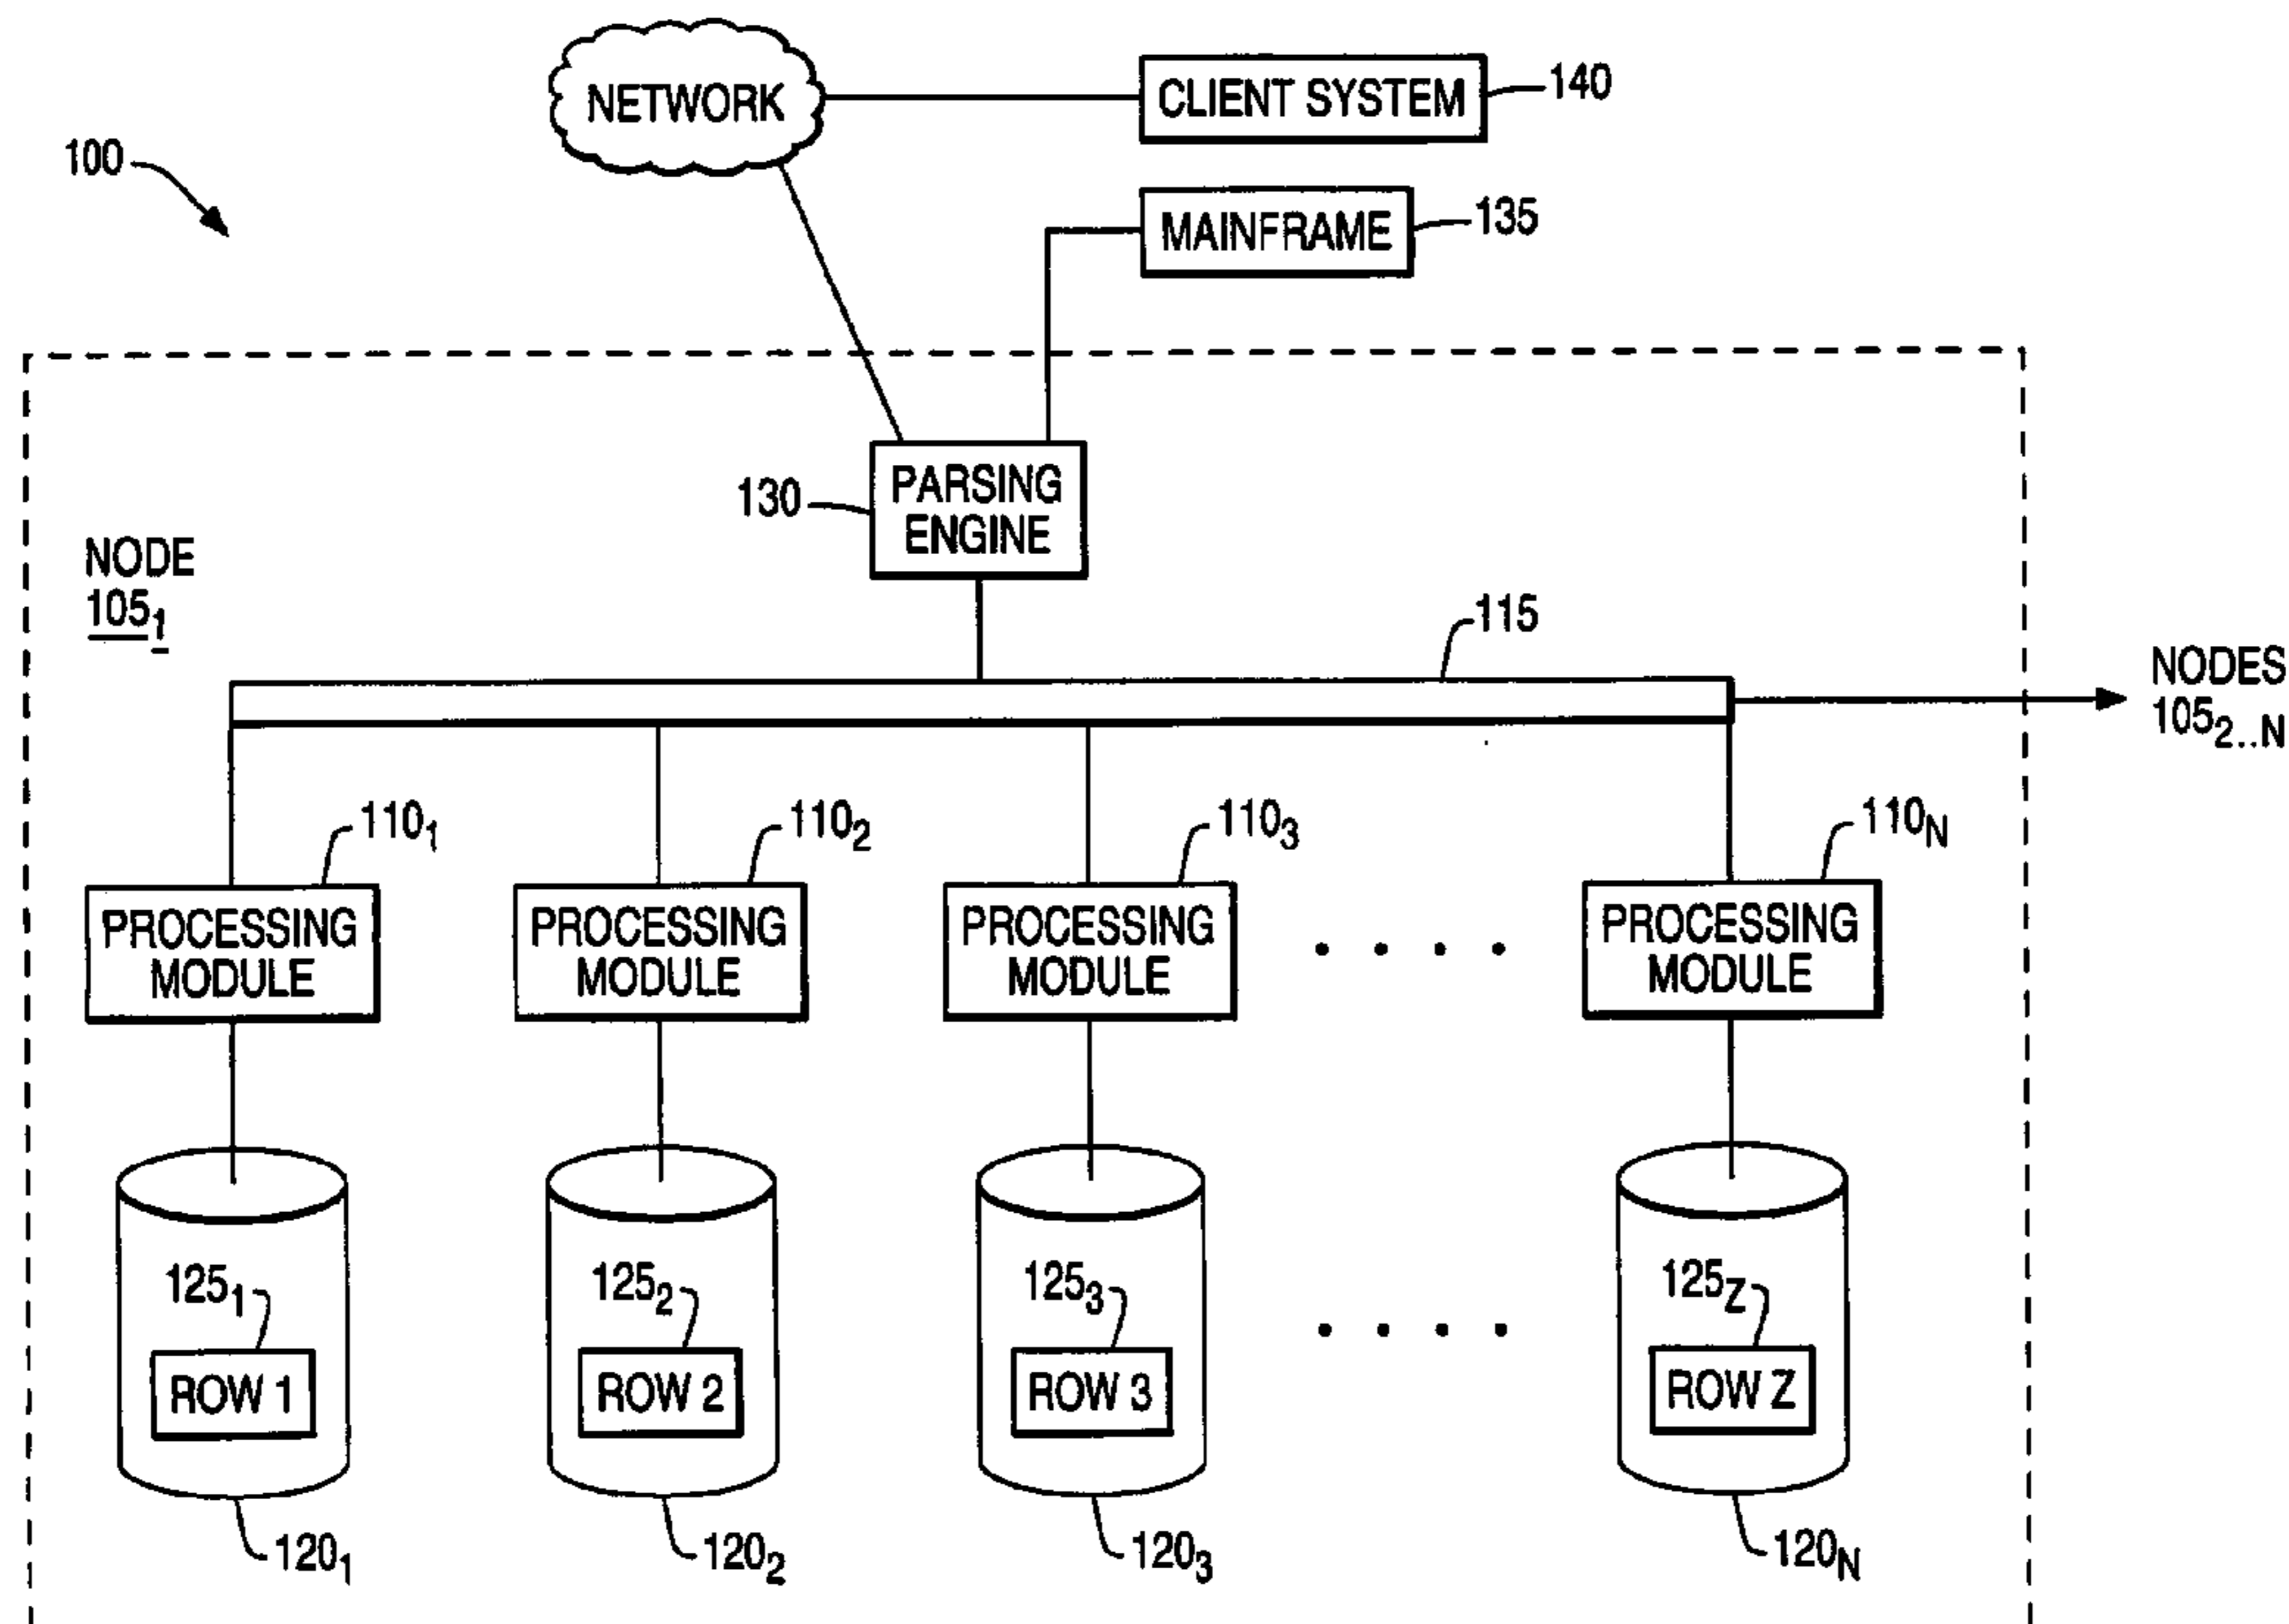 NETWORK
CLIENT SYSTEM
140
100
MAINFRAME
135
PARSING
ENGINE
130
NODE
105₁
115
NODES
105₂..N
110₁
110₂
110₃
110N
PROCESSING
MODULE
PROCESSING
MODULE
PROCESSING
MODULE
PROCESSING
MODULE
125₁
125₂
125₃
125Z
ROW 1
ROW 2
ROW 3
ROW Z
120₁
120₂
120₃
120N